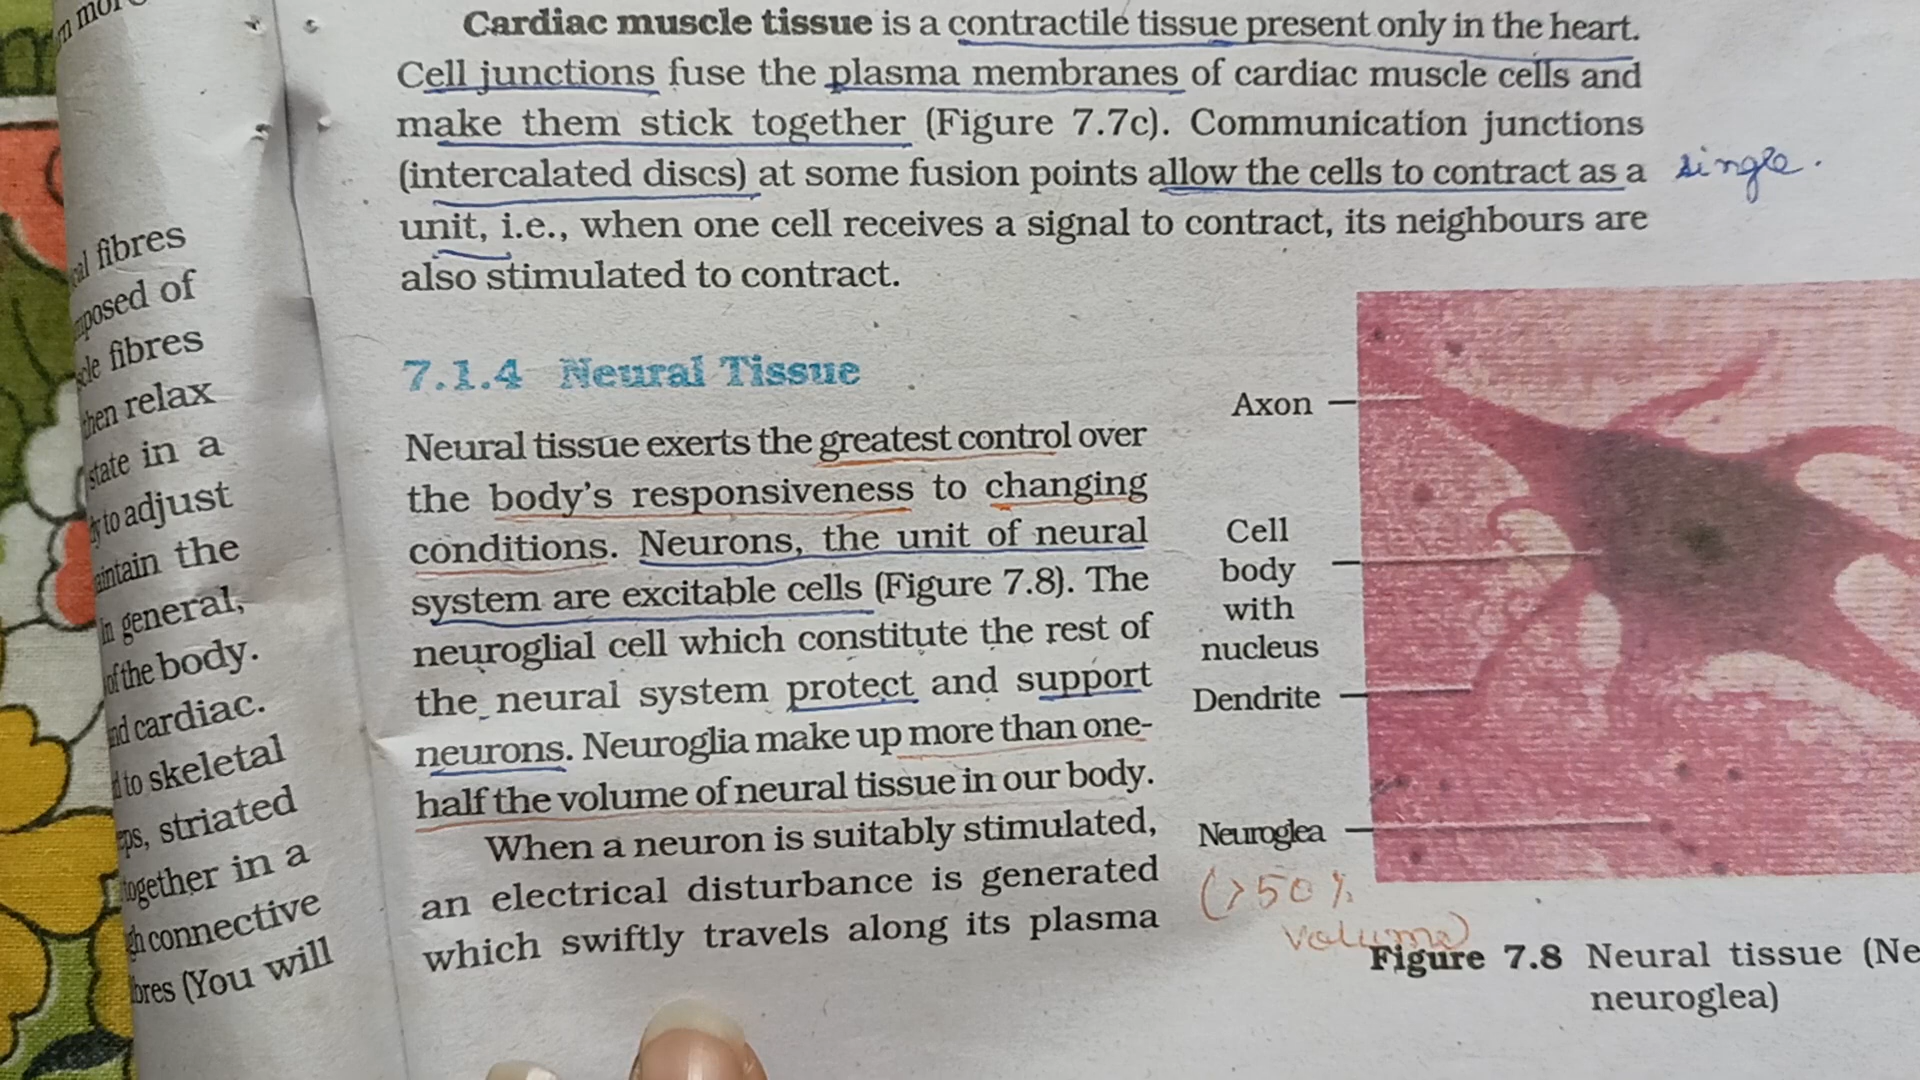 Cardiac muscle tissue is a contractile tissue present only in the heart.
Cell junctions fuse the plasma membranes of cardiac muscle cells and
make them stick together (Figure 7.7c). Communication junctions
(intercalated discs) at some fusion points allow the cells to contract as a single.
unit, i.e., when one cell receives a signal to contract, its neighbours are
also stimulated to contract.
7.1.4 Neural Tissue
Neural tissue exerts the greatest control over
the body's responsiveness to changing
conditions. Neurons, the unit of neural
system are excitable cells (Figure 7.8). The
neuroglial cell which constitute the rest of
the neural system protect and support
neurons. Neuroglia make up more than one-
half the volume of neural tissue in our body.
When a neuron is suitably stimulated,
an electrical disturbance is generated
which swiftly travels along its plasma
Axon
Cell
body
with
nucleus
Dendrite
Neuroglea
(>50%
volume)
Figure 7.8 Neural tissue (Ne
neuroglea)
fibres
of
fibres
relax
state in a
to adjust
the
in general,
of the body.
cardiac.
to skeletal
striated
together in a
connective
(You will